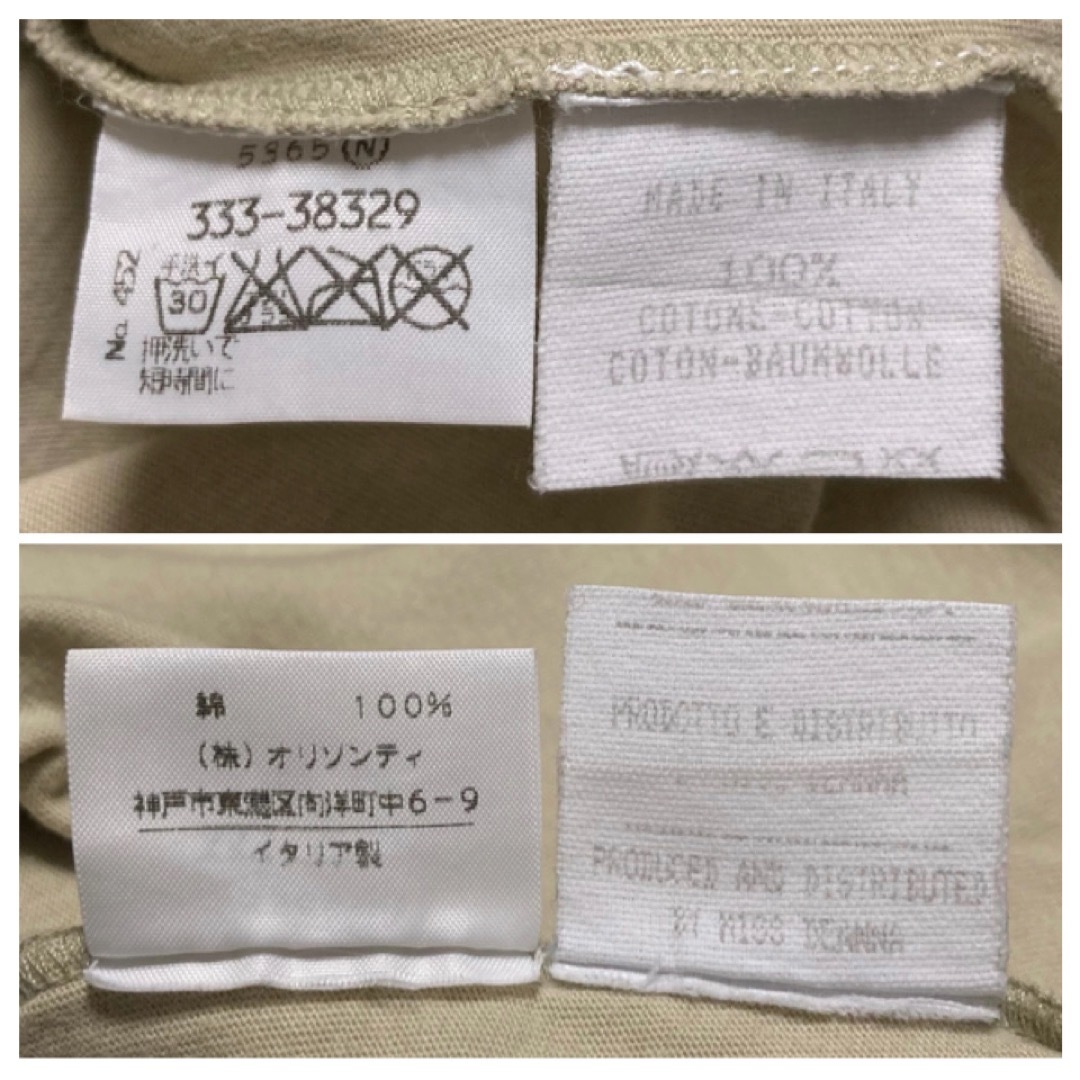 5365 (N)
333-38329
No. 452
手洗イ
30
押洗いで
短時間に
MADE IN ITALY
100%
COTONE-COTTON
COTON-BAUMWOLLE
綿 100%
(株)オリソンティ
神戸市東灘区向洋町中6-9
イタリア製
PRODOTTO E DISTRIBUITO
DEANNA
PRODUCED AND DISTRIBUTED
BY MISS DEANNA